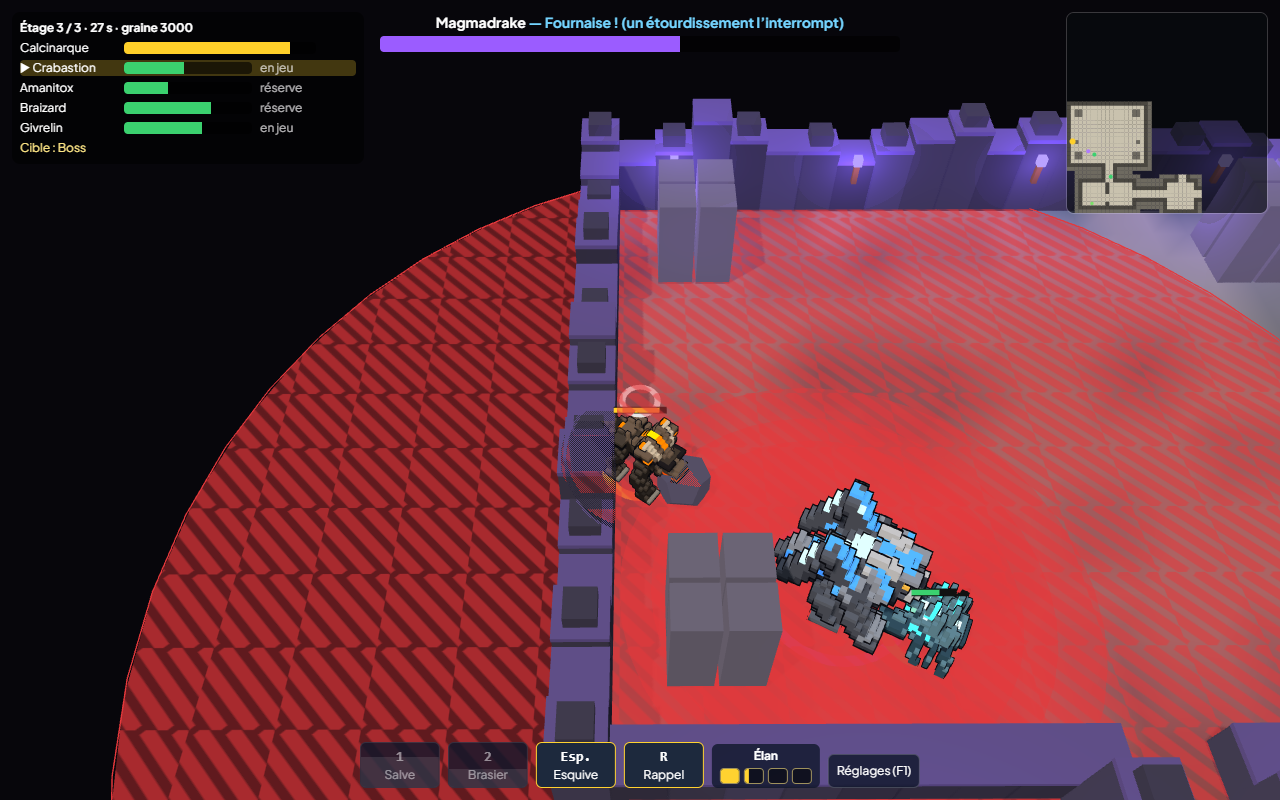 Étage 3 / 3 · 27 s · graine 3000
Calcinarque
▶ Crabastion en jeu
Amanitox réserve
Braizard réserve
Givrelin en jeu
Cible : Boss
Magmadrake — Fournaise ! (un étourdissement l’interrompt)
1
Salve
2
Brasier
Esp.
Esquive
R
Rappel
Élan
Réglages (F1)